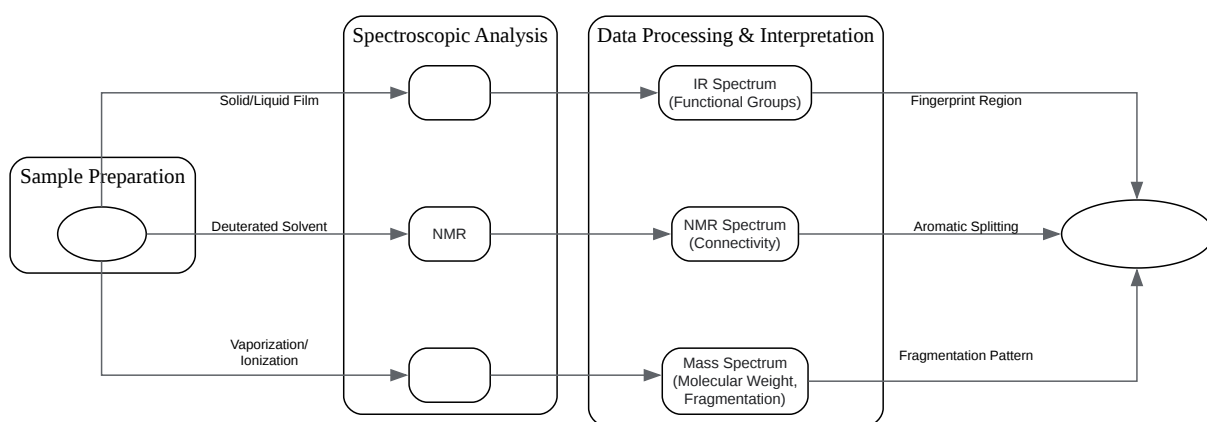 Spectroscopic Analysis
Data Processing & Interpretation
Solid/Liquid Film
IR Spectrum
(Functional Groups)
Fingerprint Region
Sample Preparation
Deuterated Solvent
NMR
NMR Spectrum
(Connectivity)
Aromatic Splitting
Vaporization/
Ionization
Mass Spectrum
(Molecular Weight,
Fragmentation)
Fragmentation Pattern